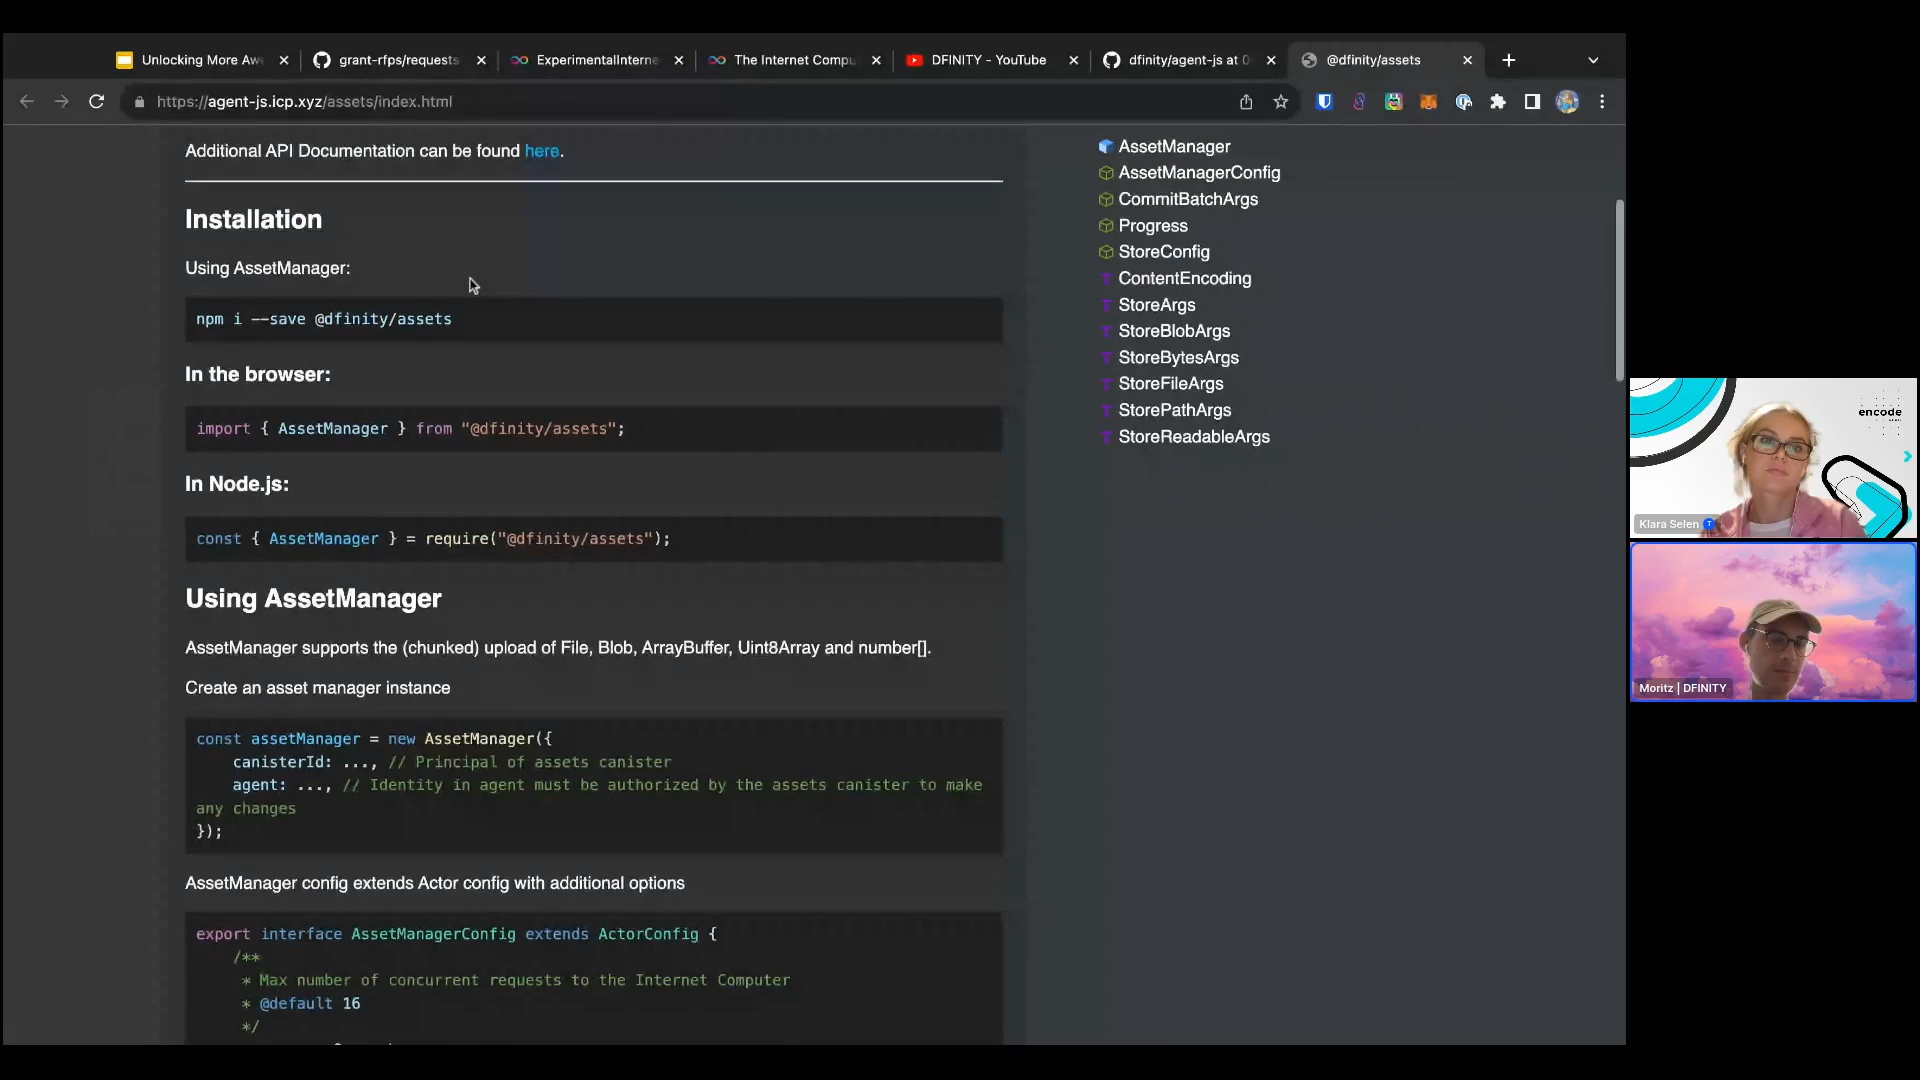 Unlocking More Aw
grant-rfps/requests
ExperimentalInterne
The Internet Compu
DFINITY - YouTube
dfinity/agent-js at 0
@dfinity/assets
https://agent-js.icp.xyz/assets/index.html
Additional API Documentation can be found here.
Installation
Using AssetManager:
npm i --save @dfinity/assets
In the browser:
import { AssetManager } from "@dfinity/assets";
In Node.js:
const { AssetManager } = require("@dfinity/assets");
Using AssetManager
AssetManager supports the (chunked) upload of File, Blob, ArrayBuffer, Uint8Array and number[].
Create an asset manager instance
const assetManager = new AssetManager({
canisterId: ..., // Principal of assets canister
agent: ..., // Identity in agent must be authorized by the assets canister to make
any changes
});
AssetManager config extends Actor config with additional options
export interface AssetManagerConfig extends ActorConfig {
/**
* Max number of concurrent requests to the Internet Computer
* @default 16
*/
AssetManager
AssetManagerConfig
CommitBatchArgs
Progress
StoreConfig
ContentEncoding
StoreArgs
StoreBlobArgs
StoreBytesArgs
StoreFileArgs
StorePathArgs
StoreReadableArgs
encode
Klara Selen
Moritz | DFINITY